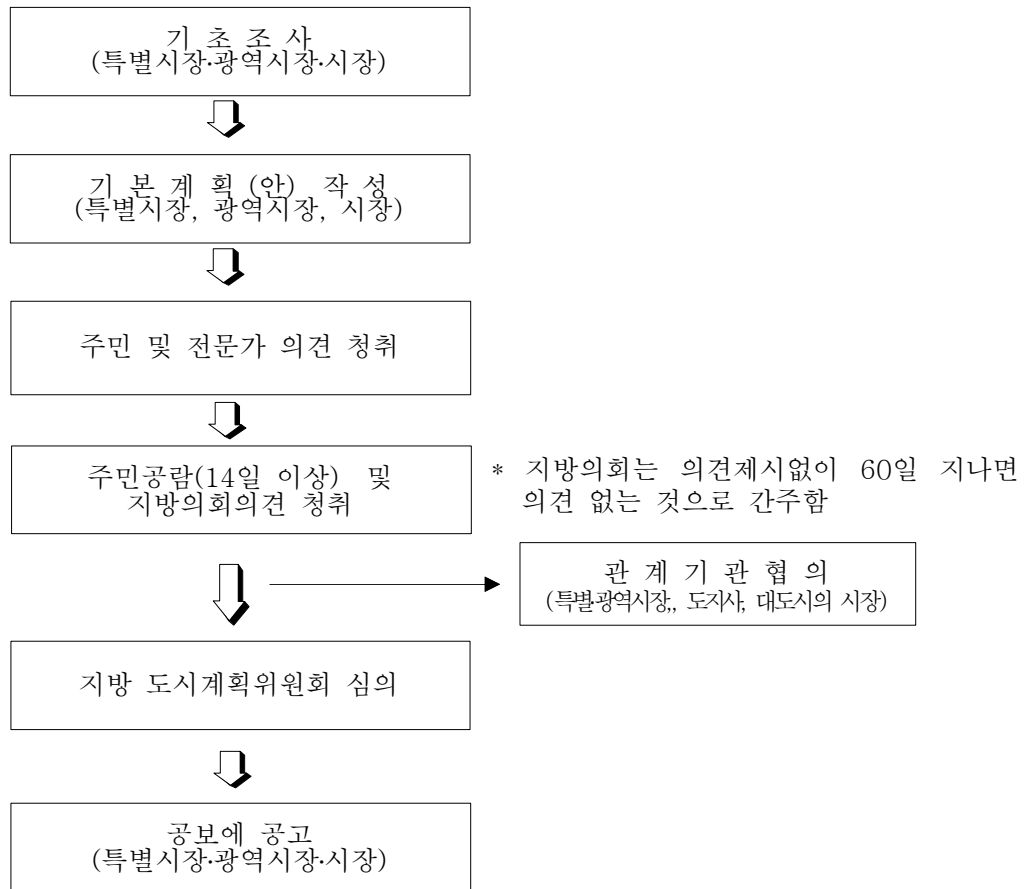 기 초 조 사
(특별시장·광역시장·시장)
기 본 계 획 (안) 작 성
(특별시장, 광역시장, 시장)
주민 및 전문가 의견 청취
주민공람(14일 이상) 및
지방의회의견 청취
* 지방의회는 의견제시없이 60일 지나면
의견 없는 것으로 간주함
관 계 기 관 협 의
(특별·광역시장,, 도지사, 대도시의 시장)
지방 도시계획위원회 심의
공보에 공고
(특별시장·광역시장·시장)